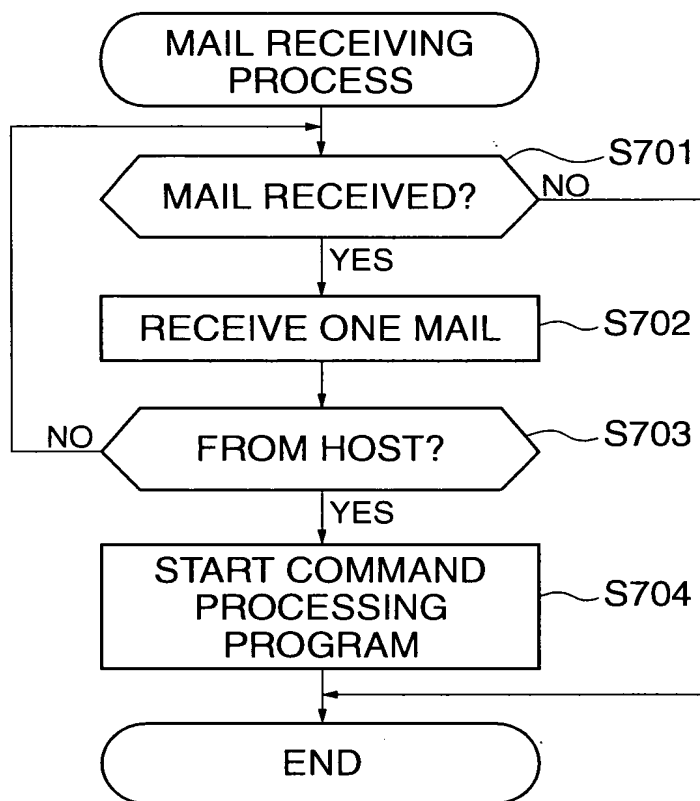 MAIL RECEIVING
PROCESS
S701
MAIL RECEIVED?
NO
YES
RECEIVE ONE MAIL
S702
NO
FROM HOST?
S703
YES
START COMMAND
PROCESSING
PROGRAM
S704
END